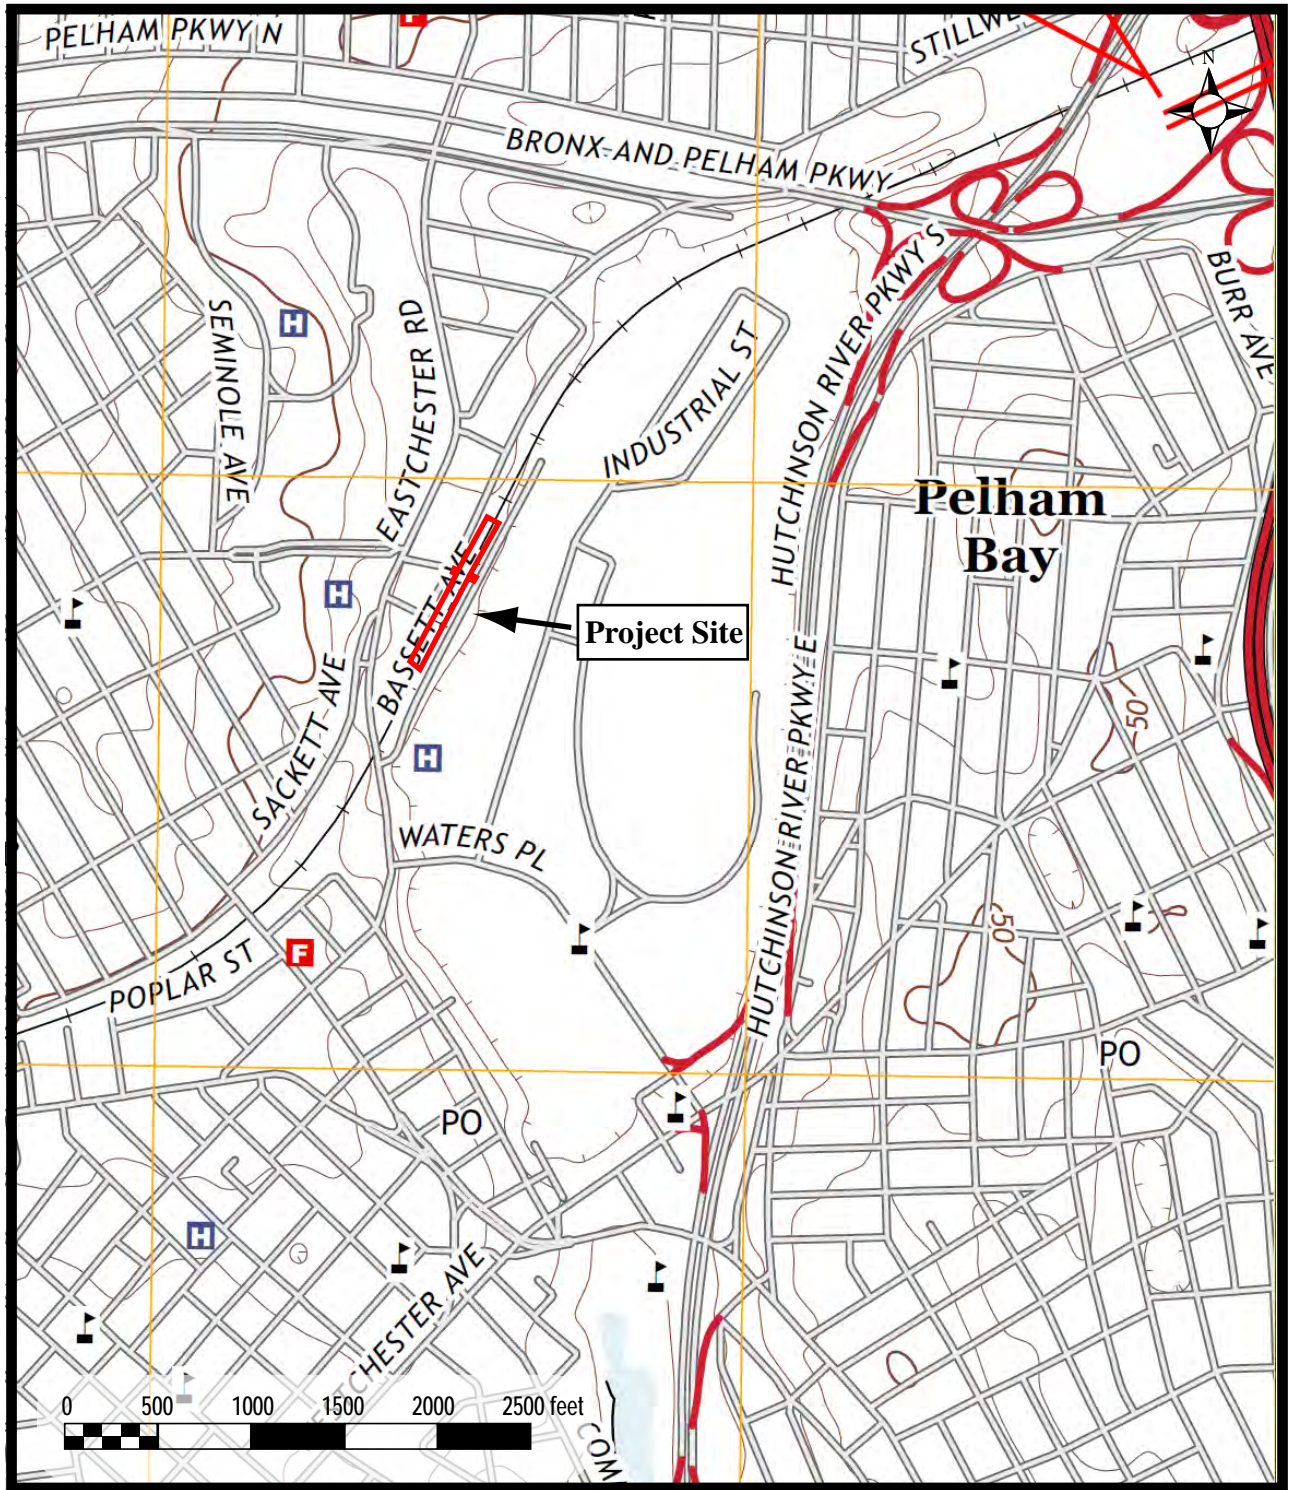 F
PELHAM PKWY N
STILLWE
N
BRONX AND PELHAM PKWY
HUTCHINSON RIVER PKWY S
BURR AVE
H
SEMINOLE AVE
EASTCHESTER RD
INDUSTRIAL ST
Pelham
Bay
BASSETT AVE
H
Project Site
SACKETT AVE
HUTCHINSON RIVER PKWY E
50
H
WATERS PL
50
F
POPLAR ST
PO
PO
H
CHESTER AVE
COM
0 500 1000 1500 2000 2500 feet